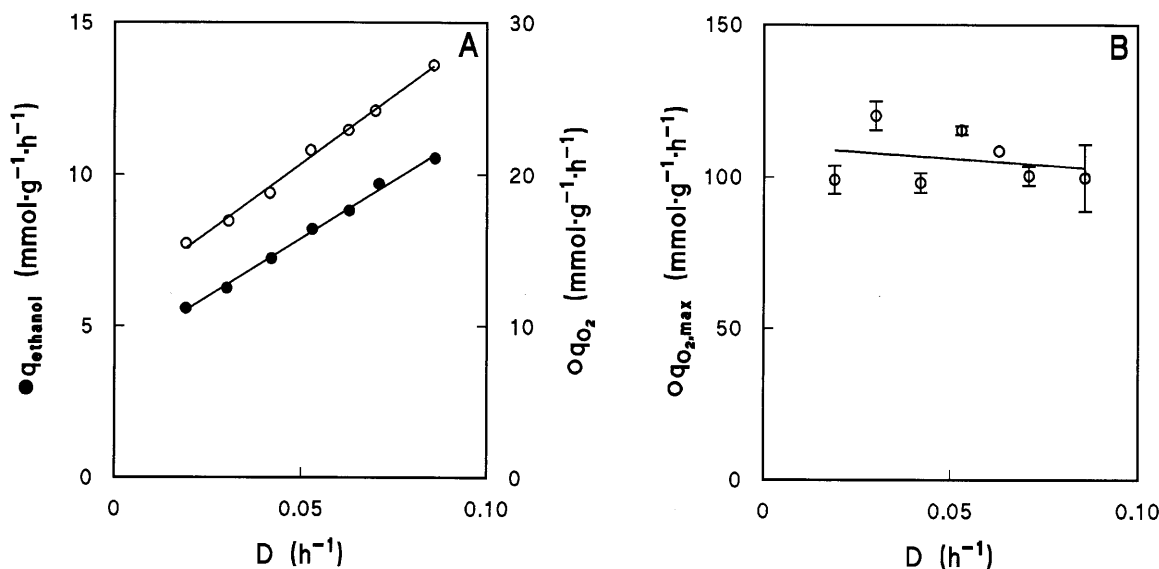 A
15
10
5
0
● qethanol (mmol·g⁻¹·h⁻¹)
30
20
10
0
O qO₂ (mmol·g⁻¹·h⁻¹)
0
0.05
0.10
D (h⁻¹)
B
150
100
50
0
O qO₂,max (mmol·g⁻¹·h⁻¹)
0
0.05
0.10
D (h⁻¹)